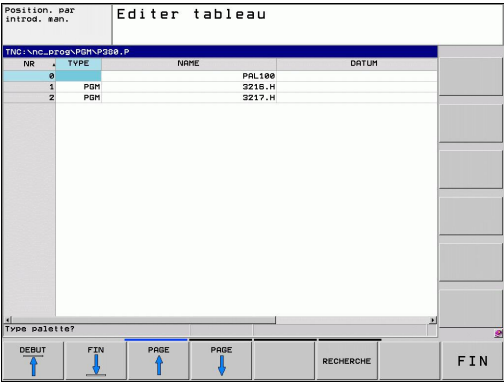 Position. par
introd. man.
Editer tableau
TNC:\nc_prog\PGM\P380.P
NR TYPE NAME DATUM
0 PAL100
1 PGM 3216.H
2 PGM 3217.H
Type palette?
DEBUT FIN PAGE PAGE RECHERCHE FIN